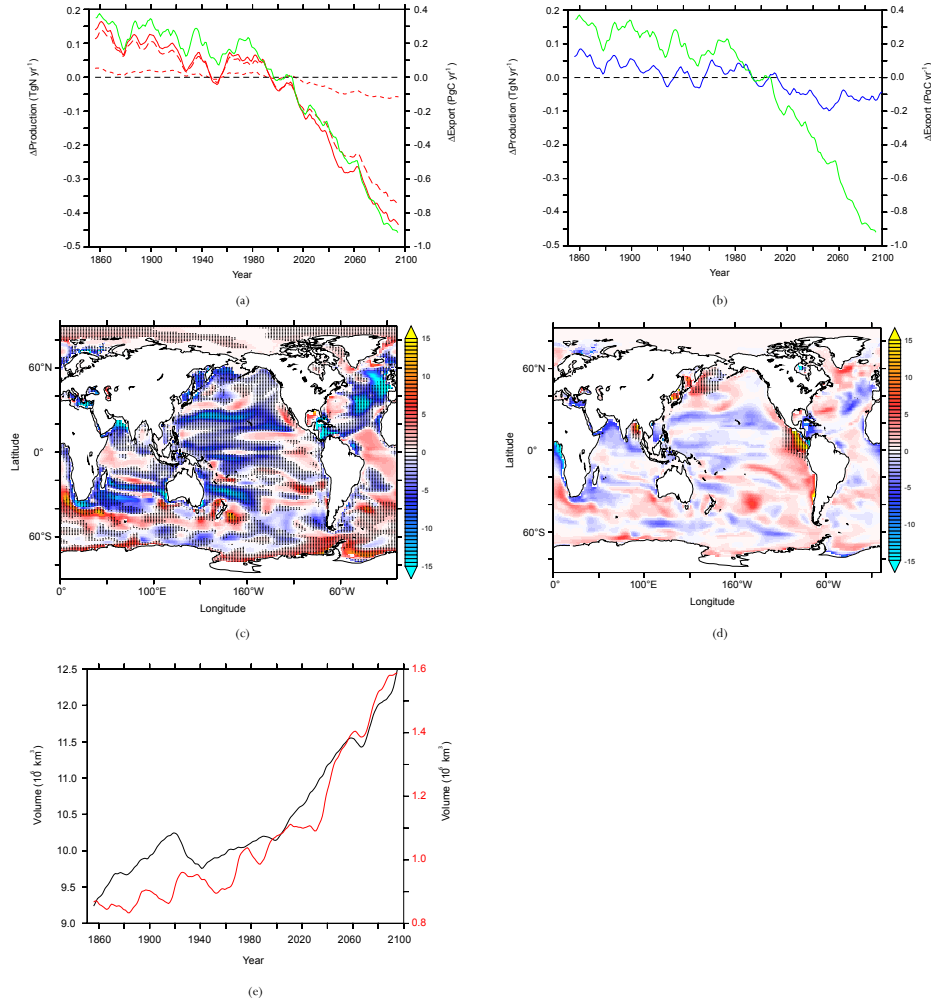 0.2
0.1
0.0
-0.1
-0.2
-0.3
-0.4
-0.5
ΔProduction (TgN yr⁻¹)
0.4
0.2
0.0
-0.2
-0.4
-0.6
-0.8
-1.0
ΔExport (PgC yr⁻¹)
1860 1900 1940 1980 2020 2060 2100
Year
(a)
0.2
0.1
0.0
-0.1
-0.2
-0.3
-0.4
-0.5
ΔProduction (TgN yr⁻¹)
0.4
0.2
0.0
-0.2
-0.4
-0.6
-0.8
-1.0
ΔExport (PgC yr⁻¹)
1860 1900 1940 1980 2020 2060 2100
Year
(b)
60°N
0°
60°S
Latitude
0° 100°E 160°W 60°W
Longitude
15
10
5
0
-5
-10
-15
(c)
60°N
0°
60°S
Latitude
0° 100°E 160°W 60°W
Longitude
15
10
5
0
-5
-10
-15
(d)
12.5
12.0
11.5
11.0
10.5
10.0
9.5
9.0
Volume (10⁶ km³)
1.6
1.4
1.2
1.0
0.8
Volume (10⁶ km³)
1860 1900 1940 1980 2020 2060 2100
Year
(e)